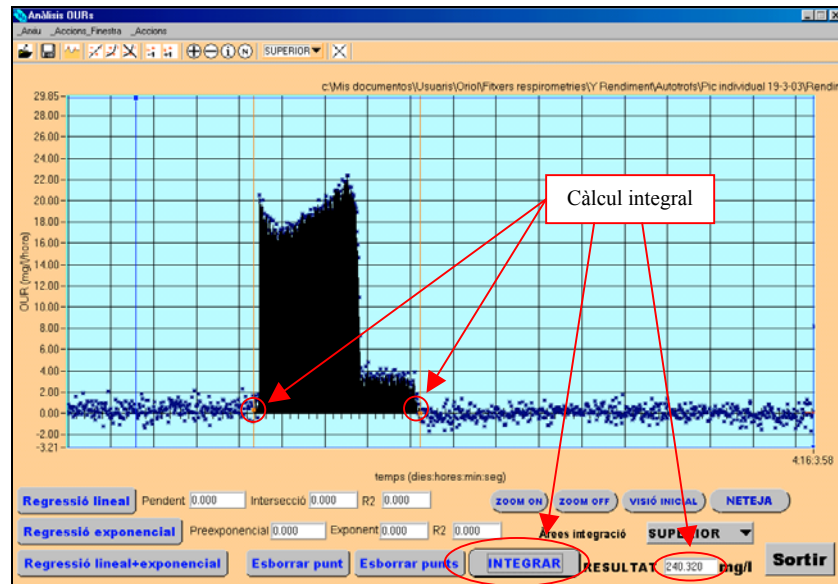 Anàlisis OURs
_Arxiu _Accions_Finestra _Accions
SUPERIOR
c:\Mis documentos\Usuaris\Oriol\Fitxers respirometries\Y Rendiment\Autotrofs\Pic individual 19-3-03\Rendin
29.85
28.00
26.00
24.00
22.00
20.00
18.00
16.00
14.00
12.00
10.00
8.00
6.00
4.00
2.00
0.00
-2.00
-3.21
OUR (mg/l/hora)
Càlcul integral
4:16:3.58
temps (dies:hores:min:seg)
Regressió lineal Pendent 0.000 Intersecció 0.000 R2 0.000 ZOOM ON ZOOM OFF VISIÓ INICIAL NETEJA
Regressió exponencial Preexponencial 0.000 Exponent 0.000 R2 0.000 Àrees integració SUPERIOR
Regressió lineal+exponencial Esborrar punt Esborrar punts INTEGRAR RESULTAT 240.320 mg/l Sortir